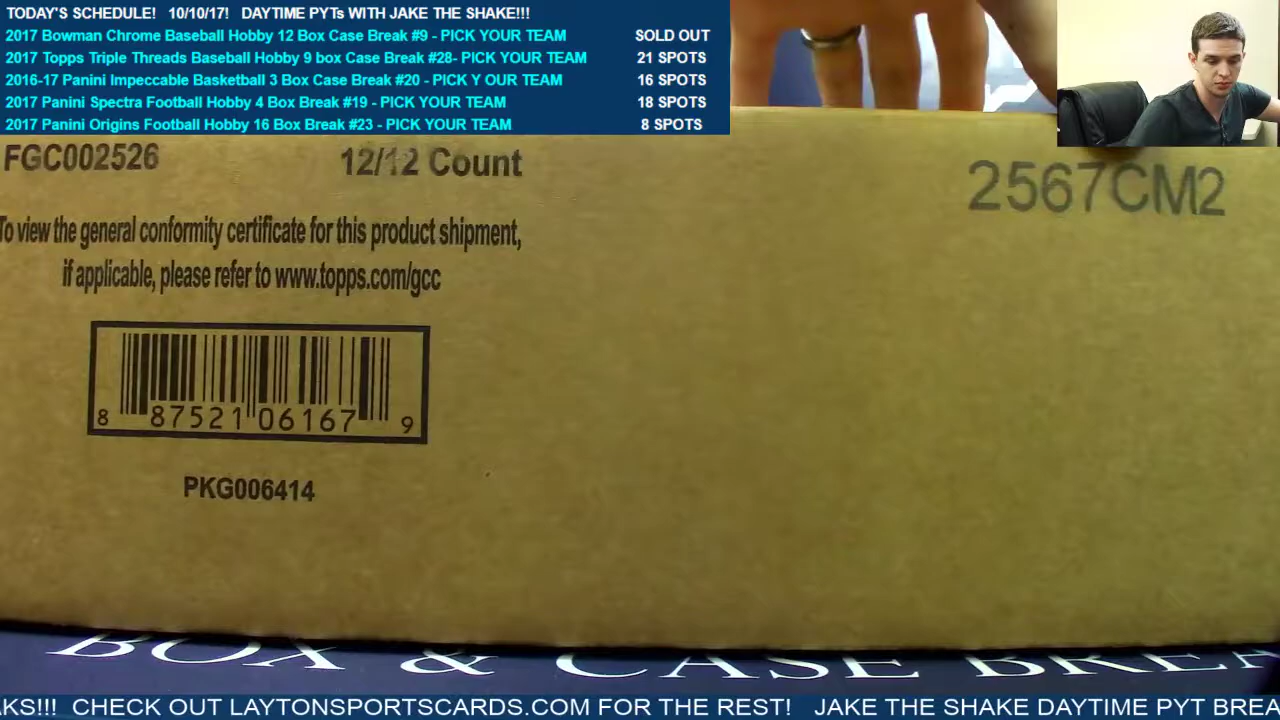 TODAY'S SCHEDULE! 10/10/17! DAYTIME PYTs WITH JAKE THE SHAKE!!!
2017 Bowman Chrome Baseball Hobby 12 Box Case Break #9 - PICK YOUR TEAM SOLD OUT
2017 Topps Triple Threads Baseball Hobby 9 box Case Break #28- PICK YOUR TEAM 21 SPOTS
2016-17 Panini Impeccable Basketball 3 Box Case Break #20 - PICK Y OUR TEAM 16 SPOTS
2017 Panini Spectra Football Hobby 4 Box Break #19 - PICK YOUR TEAM 18 SPOTS
2017 Panini Origins Football Hobby 16 Box Break #23 - PICK YOUR TEAM 8 SPOTS
FGC002526 12/12 Count 2567CM2
To view the general conformity certificate for this product shipment,
if applicable, please refer to www.topps.com/gcc
8 87521 06167 9
PKG006414
BOX & CASE BREA
AKS!!! CHECK OUT LAYTONSPORTSCARDS.COM FOR THE REST! JAKE THE SHAKE DAYTIME PYT BREA